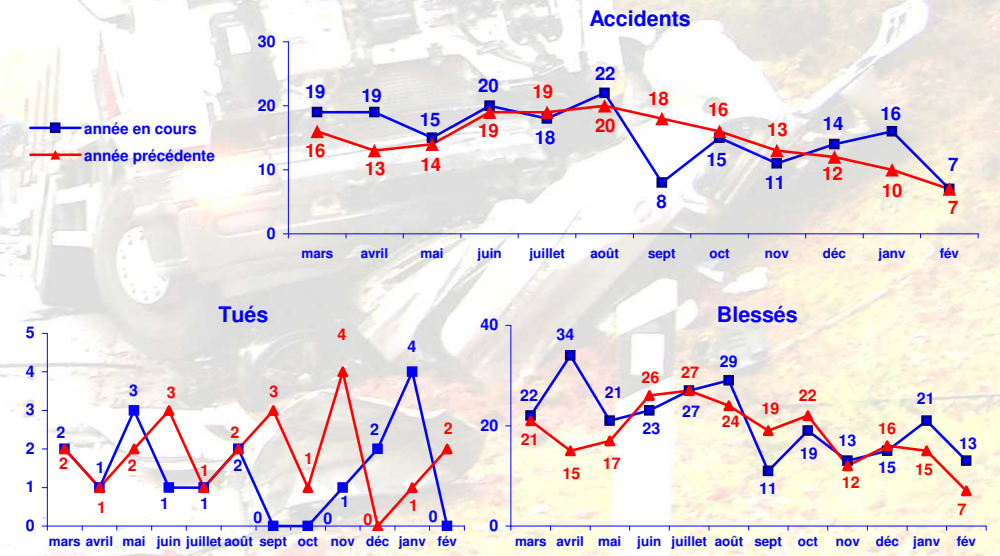 Accidents
30
20
10
0
année en cours
année précédente
19 19 15 20 18 22 8 15 11 14 16 7
16 13 14 19 19 20 18 16 13 12 10 7
mars avril mai juin juillet août sept oct nov déc janv fév
Tués
5
4
3
2
1
0
2 1 3 1 1 2 0 0 1 2 4 0
2 1 2 3 1 2 3 1 4 0 1 2
mars avril mai juin juillet août sept oct nov déc janv fév
Blessés
40
20
0
22 34 21 23 27 29 11 19 13 15 21 13
21 15 17 26 27 24 19 22 12 16 15 7
mars avril mai juin juillet août sept oct nov déc janv fév